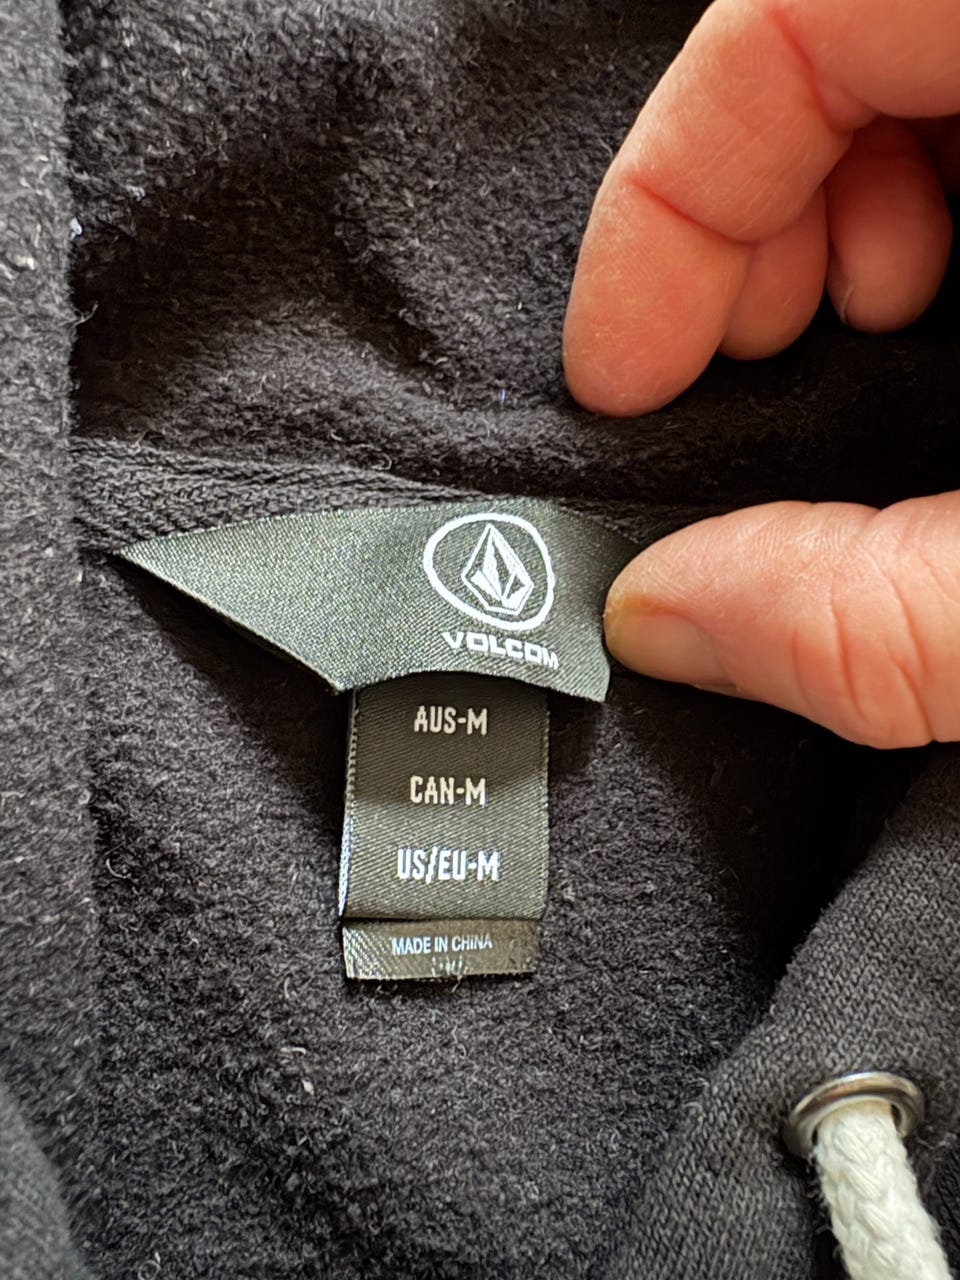 VOLCOM
AUS-M
CAN-M
US/EU-M
MADE IN CHINA